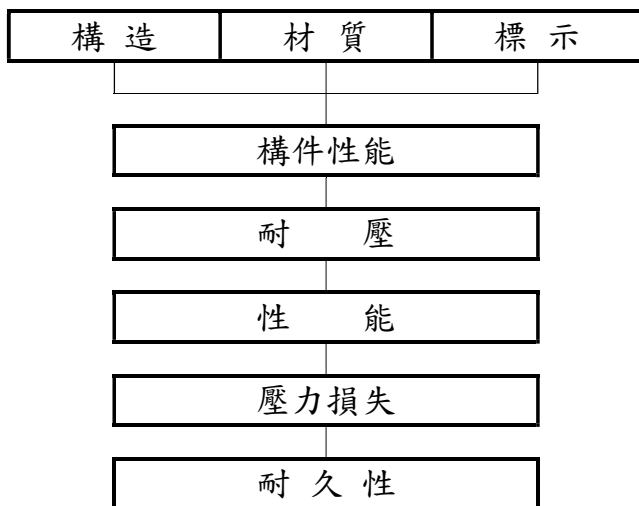 構造 材質 標示
構件性能
耐壓
性能
壓力損失
耐久性